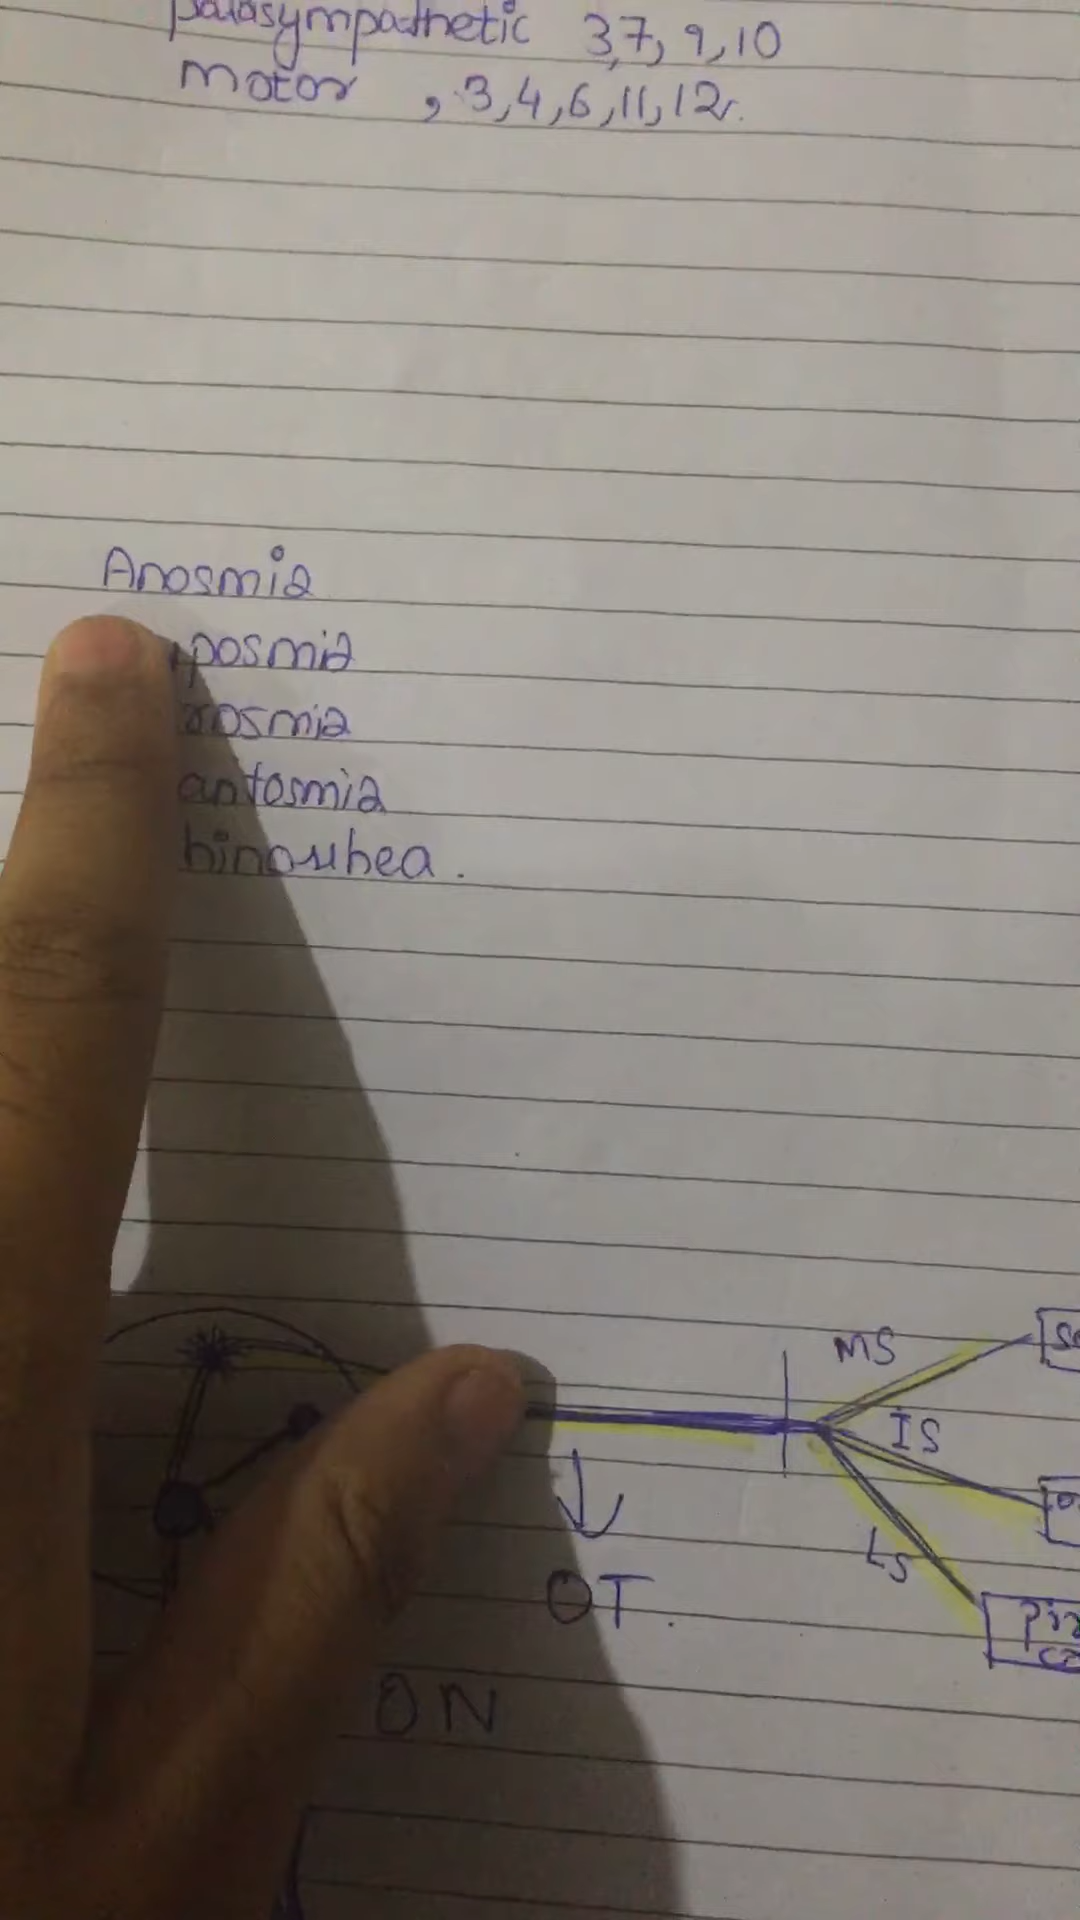 parasympathetic 3,7, 9,10
motor , 3,4,6,11,12.
Anosmia
posmia
rosmia
antosmia
hinorrhea.
MS
IS
LS
OT.
ON